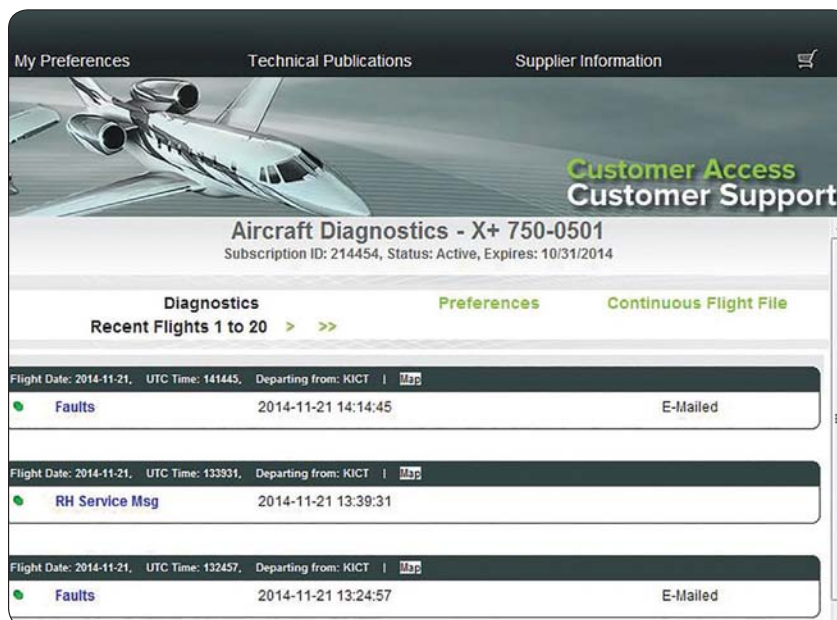 My Preferences Technical Publications Supplier Information
Customer Access
Customer Support
Aircraft Diagnostics - X+ 750-0501
Subscription ID: 214454, Status: Active, Expires: 10/31/2014
Diagnostics Preferences Continuous Flight File
Recent Flights 1 to 20 > >>
Flight Date: 2014-11-21, UTC Time: 141445, Departing from: KICT | Map
Faults 2014-11-21 14:14:45 E-Mailed
Flight Date: 2014-11-21, UTC Time: 133931, Departing from: KICT | Map
RH Service Msg 2014-11-21 13:39:31
Flight Date: 2014-11-21, UTC Time: 132457, Departing from: KICT | Map
Faults 2014-11-21 13:24:57 E-Mailed